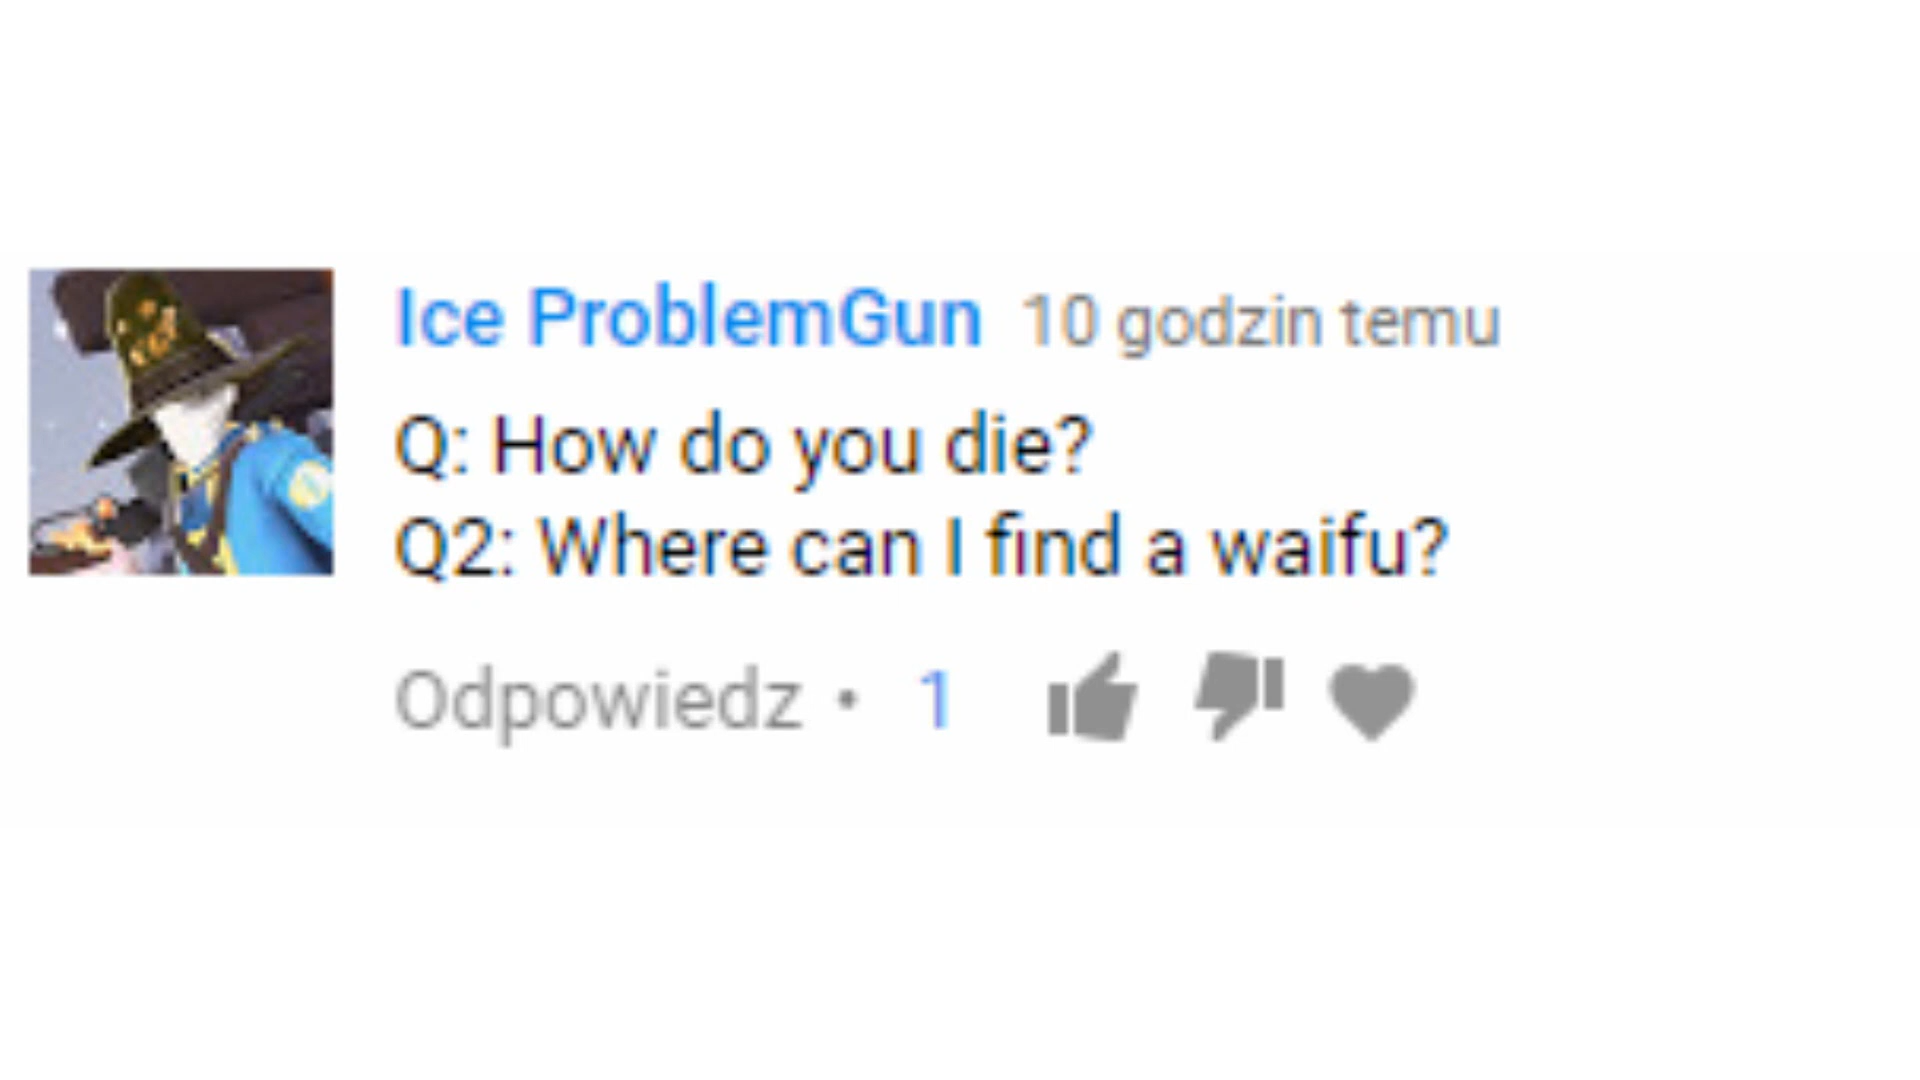 Ice ProblemGun 10 godzin temu
Q: How do you die?
Q2: Where can I find a waifu?
Odpowiedz • 1